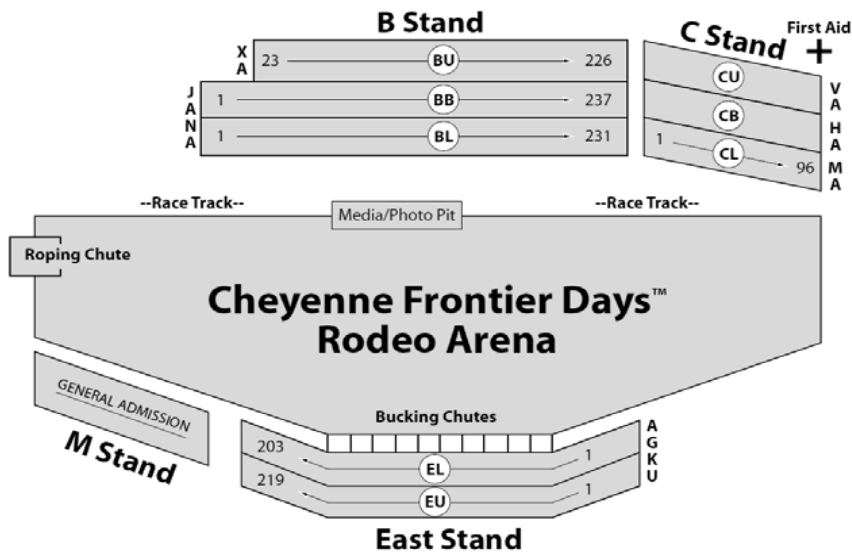 B Stand
C Stand
First Aid
X
A
23 BU 226
J
A
N
A
1 BB 237
1 BL 231
CU
CB
1 CL 96
V
A
H
A
M
A
--Race Track--
Media/Photo Pit
--Race Track--
Roping Chute
Cheyenne Frontier Days™
Rodeo Arena
GENERAL ADMISSION
M Stand
Bucking Chutes
A
G
K
U
203 EL 1
219 EU 1
East Stand